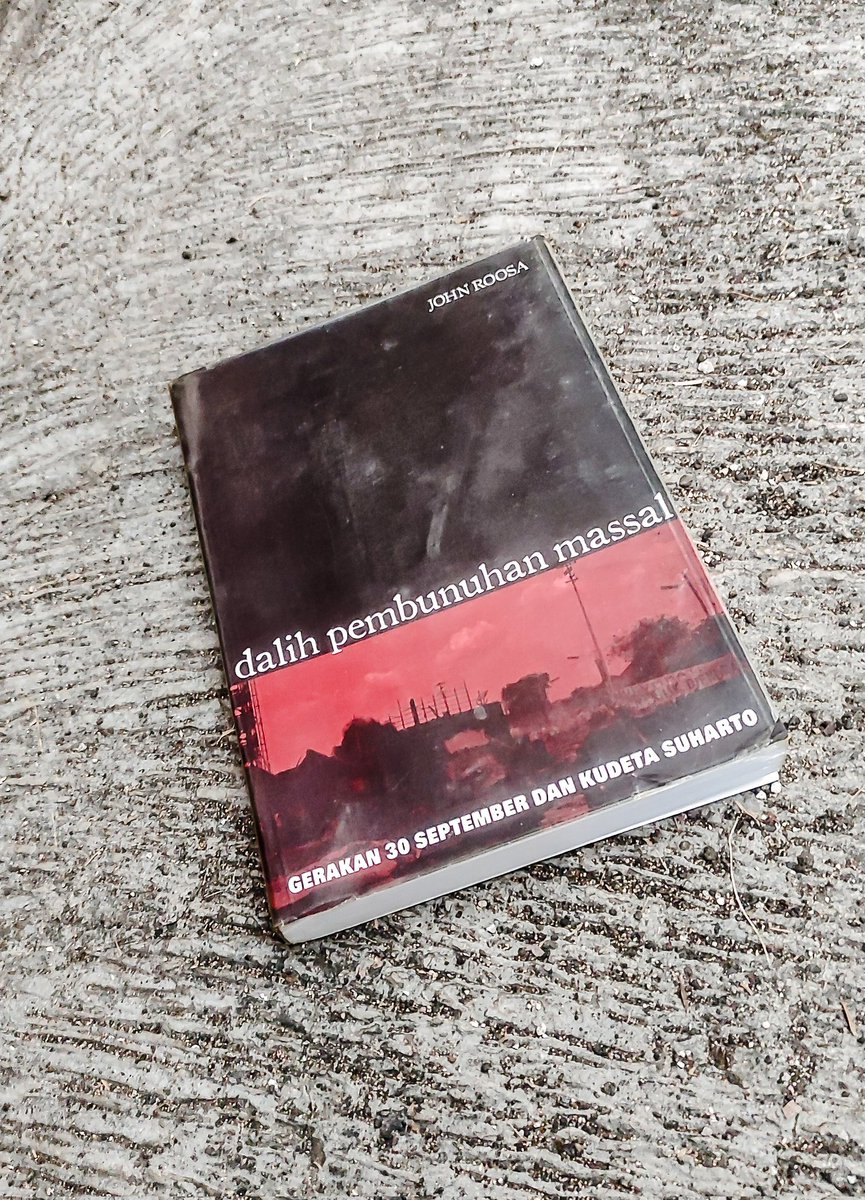 JOHN ROOSA
dalih pembunuhan massal
GERAKAN 30 SEPTEMBER DAN KUDETA SUHARTO